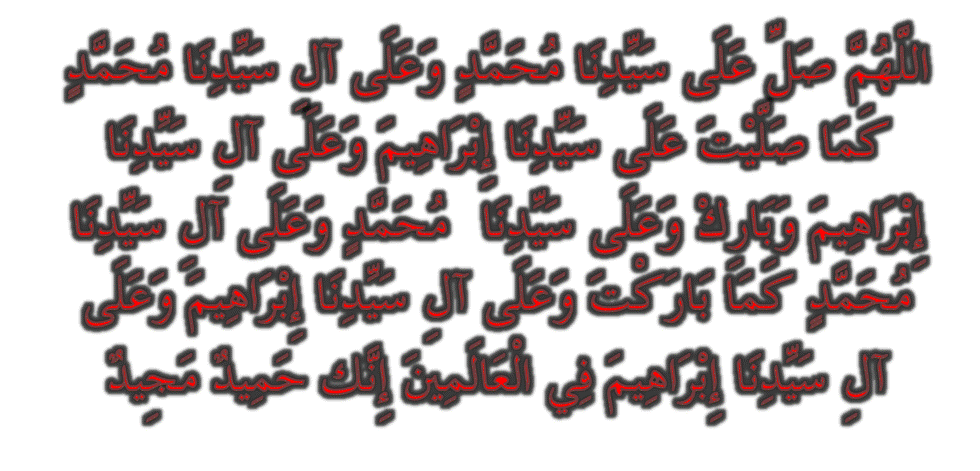 اللَّهُمَّ صَلِّ عَلَى سَيِّدِنَا مُحَمَّدٍ وَعَلَى آلِ سَيِّدِنَا مُحَمَّدٍ
كَمَا صَلَّيْتَ عَلَى سَيِّدِنَا إِبْرَاهِيمَ وَعَلَى آلِ سَيِّدِنَا
إِبْرَاهِيمَ وَبَارِكْ وَعَلَى سَيِّدِنَا مُحَمَّدٍ وَعَلَى آلِ سَيِّدِنَا
مُحَمَّدٍ كَمَا بَارَكْتَ وَعَلَى آلِ سَيِّدِنَا إِبْرَاهِيمَ وَعَلَى
آلِ سَيِّدِنَا إِبْرَاهِيمَ فِي الْعَالَمِينَ إِنَّكَ حَمِيدٌ مَجِيدٌ